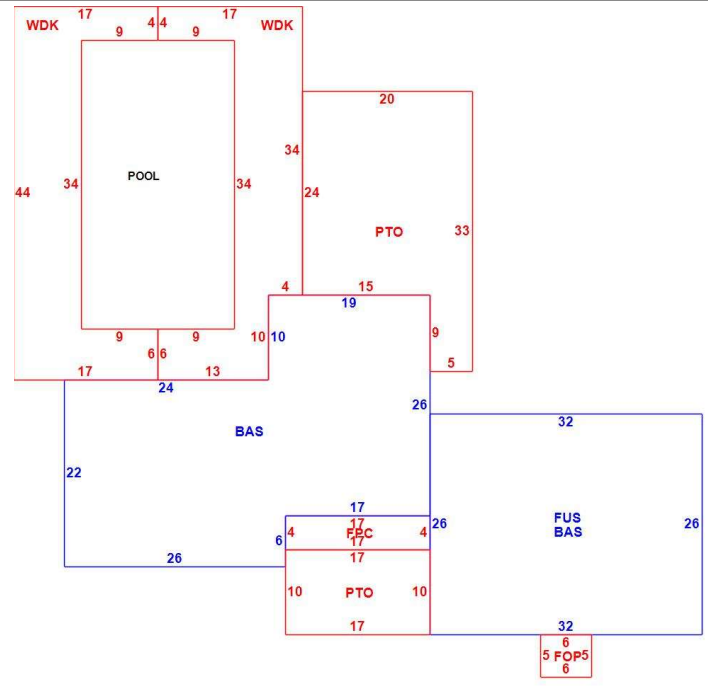 17 17
WDK 4 4 WDK
9 9
20
34
POOL
44 34 34 24
33
PTO
4 15
19
9 9 10 10 9
6 6
17 13 5
24
26
BAS 32
22
17
17 FUS
6 4 FPC 4 26 26
17 BAS
26 17
10 PTO 10
17 32
6
5 FOP 5
6